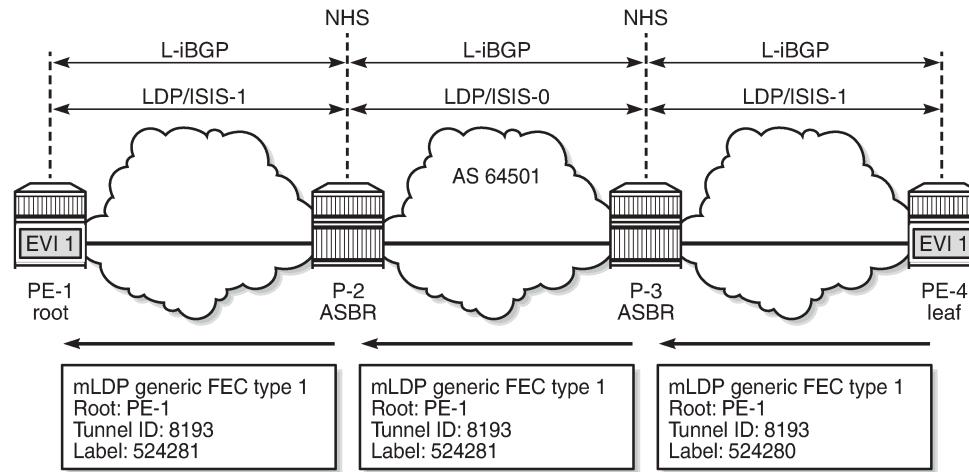 NHS
NHS
L-iBGP
L-iBGP
L-iBGP
LDP/ISIS-1
LDP/ISIS-0
LDP/ISIS-1
AS 64501
EVI 1
EVI 1
PE-1
root
P-2
ASBR
P-3
ASBR
PE-4
leaf
mLDP generic FEC type 1
Root: PE-1
Tunnel ID: 8193
Label: 524281
mLDP generic FEC type 1
Root: PE-1
Tunnel ID: 8193
Label: 524281
mLDP generic FEC type 1
Root: PE-1
Tunnel ID: 8193
Label: 524280